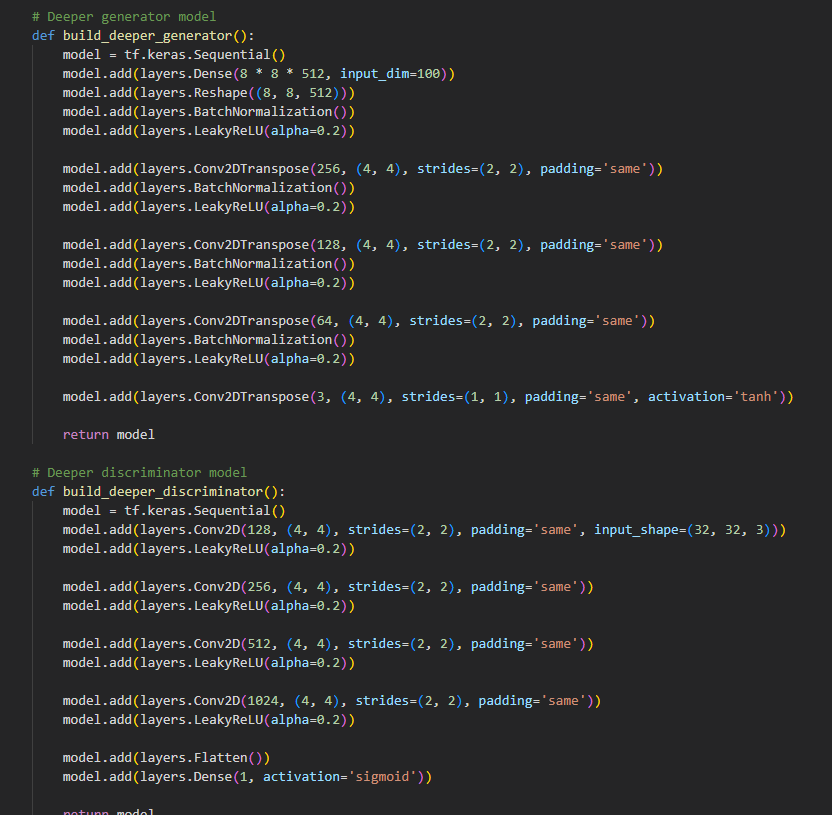 # Deeper generator model
def build_deeper_generator():
    model = tf.keras.Sequential()
    model.add(layers.Dense(8 * 8 * 512, input_dim=100))
    model.add(layers.Reshape((8, 8, 512)))
    model.add(layers.BatchNormalization())
    model.add(layers.LeakyReLU(alpha=0.2))

    model.add(layers.Conv2DTranspose(256, (4, 4), strides=(2, 2), padding='same'))
    model.add(layers.BatchNormalization())
    model.add(layers.LeakyReLU(alpha=0.2))

    model.add(layers.Conv2DTranspose(128, (4, 4), strides=(2, 2), padding='same'))
    model.add(layers.BatchNormalization())
    model.add(layers.LeakyReLU(alpha=0.2))

    model.add(layers.Conv2DTranspose(64, (4, 4), strides=(2, 2), padding='same'))
    model.add(layers.BatchNormalization())
    model.add(layers.LeakyReLU(alpha=0.2))

    model.add(layers.Conv2DTranspose(3, (4, 4), strides=(1, 1), padding='same', activation='tanh'))

    return model

# Deeper discriminator model
def build_deeper_discriminator():
    model = tf.keras.Sequential()
    model.add(layers.Conv2D(128, (4, 4), strides=(2, 2), padding='same', input_shape=(32, 32, 3)))
    model.add(layers.LeakyReLU(alpha=0.2))

    model.add(layers.Conv2D(256, (4, 4), strides=(2, 2), padding='same'))
    model.add(layers.LeakyReLU(alpha=0.2))

    model.add(layers.Conv2D(512, (4, 4), strides=(2, 2), padding='same'))
    model.add(layers.LeakyReLU(alpha=0.2))

    model.add(layers.Conv2D(1024, (4, 4), strides=(2, 2), padding='same'))
    model.add(layers.LeakyReLU(alpha=0.2))

    model.add(layers.Flatten())
    model.add(layers.Dense(1, activation='sigmoid'))

    return model